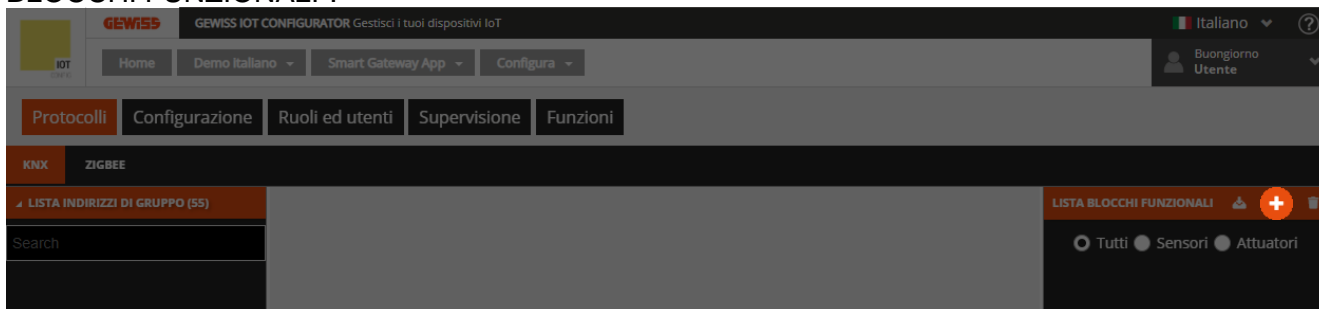 BLOCCHI FUNZIONALI :
GEWISS GEWISS IOT CONFIGURATOR Gestisci i tuoi dispositivi IoT Italiano ?
IOT Home Demo Italiano Smart Gateway App Configura Buongiorno
Utente
Protocolli Configurazione Ruoli ed utenti Supervisione Funzioni
KNX ZIGBEE
LISTA INDIRIZZI DI GRUPPO (55) LISTA BLOCCHI FUNZIONALI
Search Tutti Sensori Attuatori